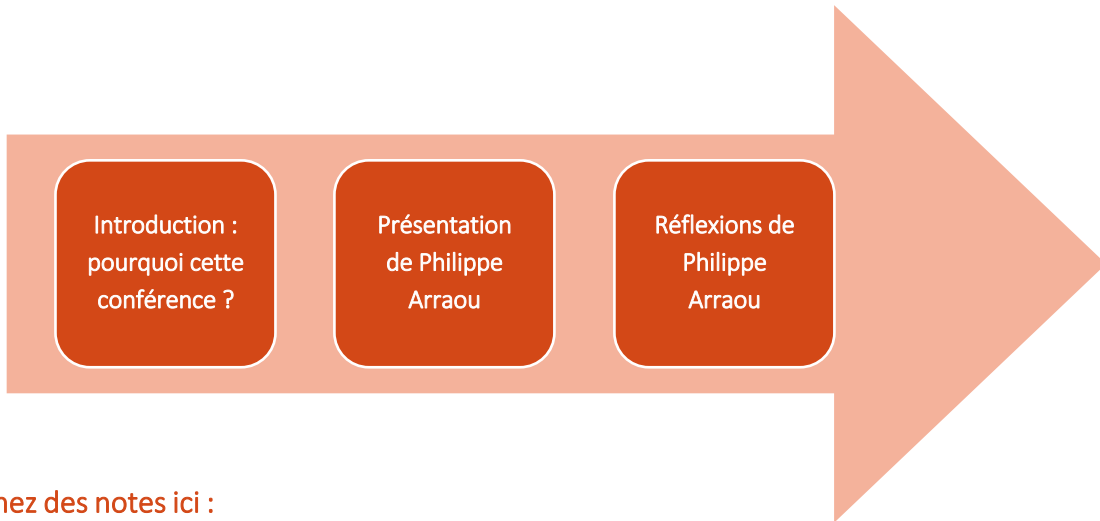 Introduction :
pourquoi cette
conférence ?
Présentation
de Philippe
Arraou
Réflexions de
Philippe
Arraou
nez des notes ici :